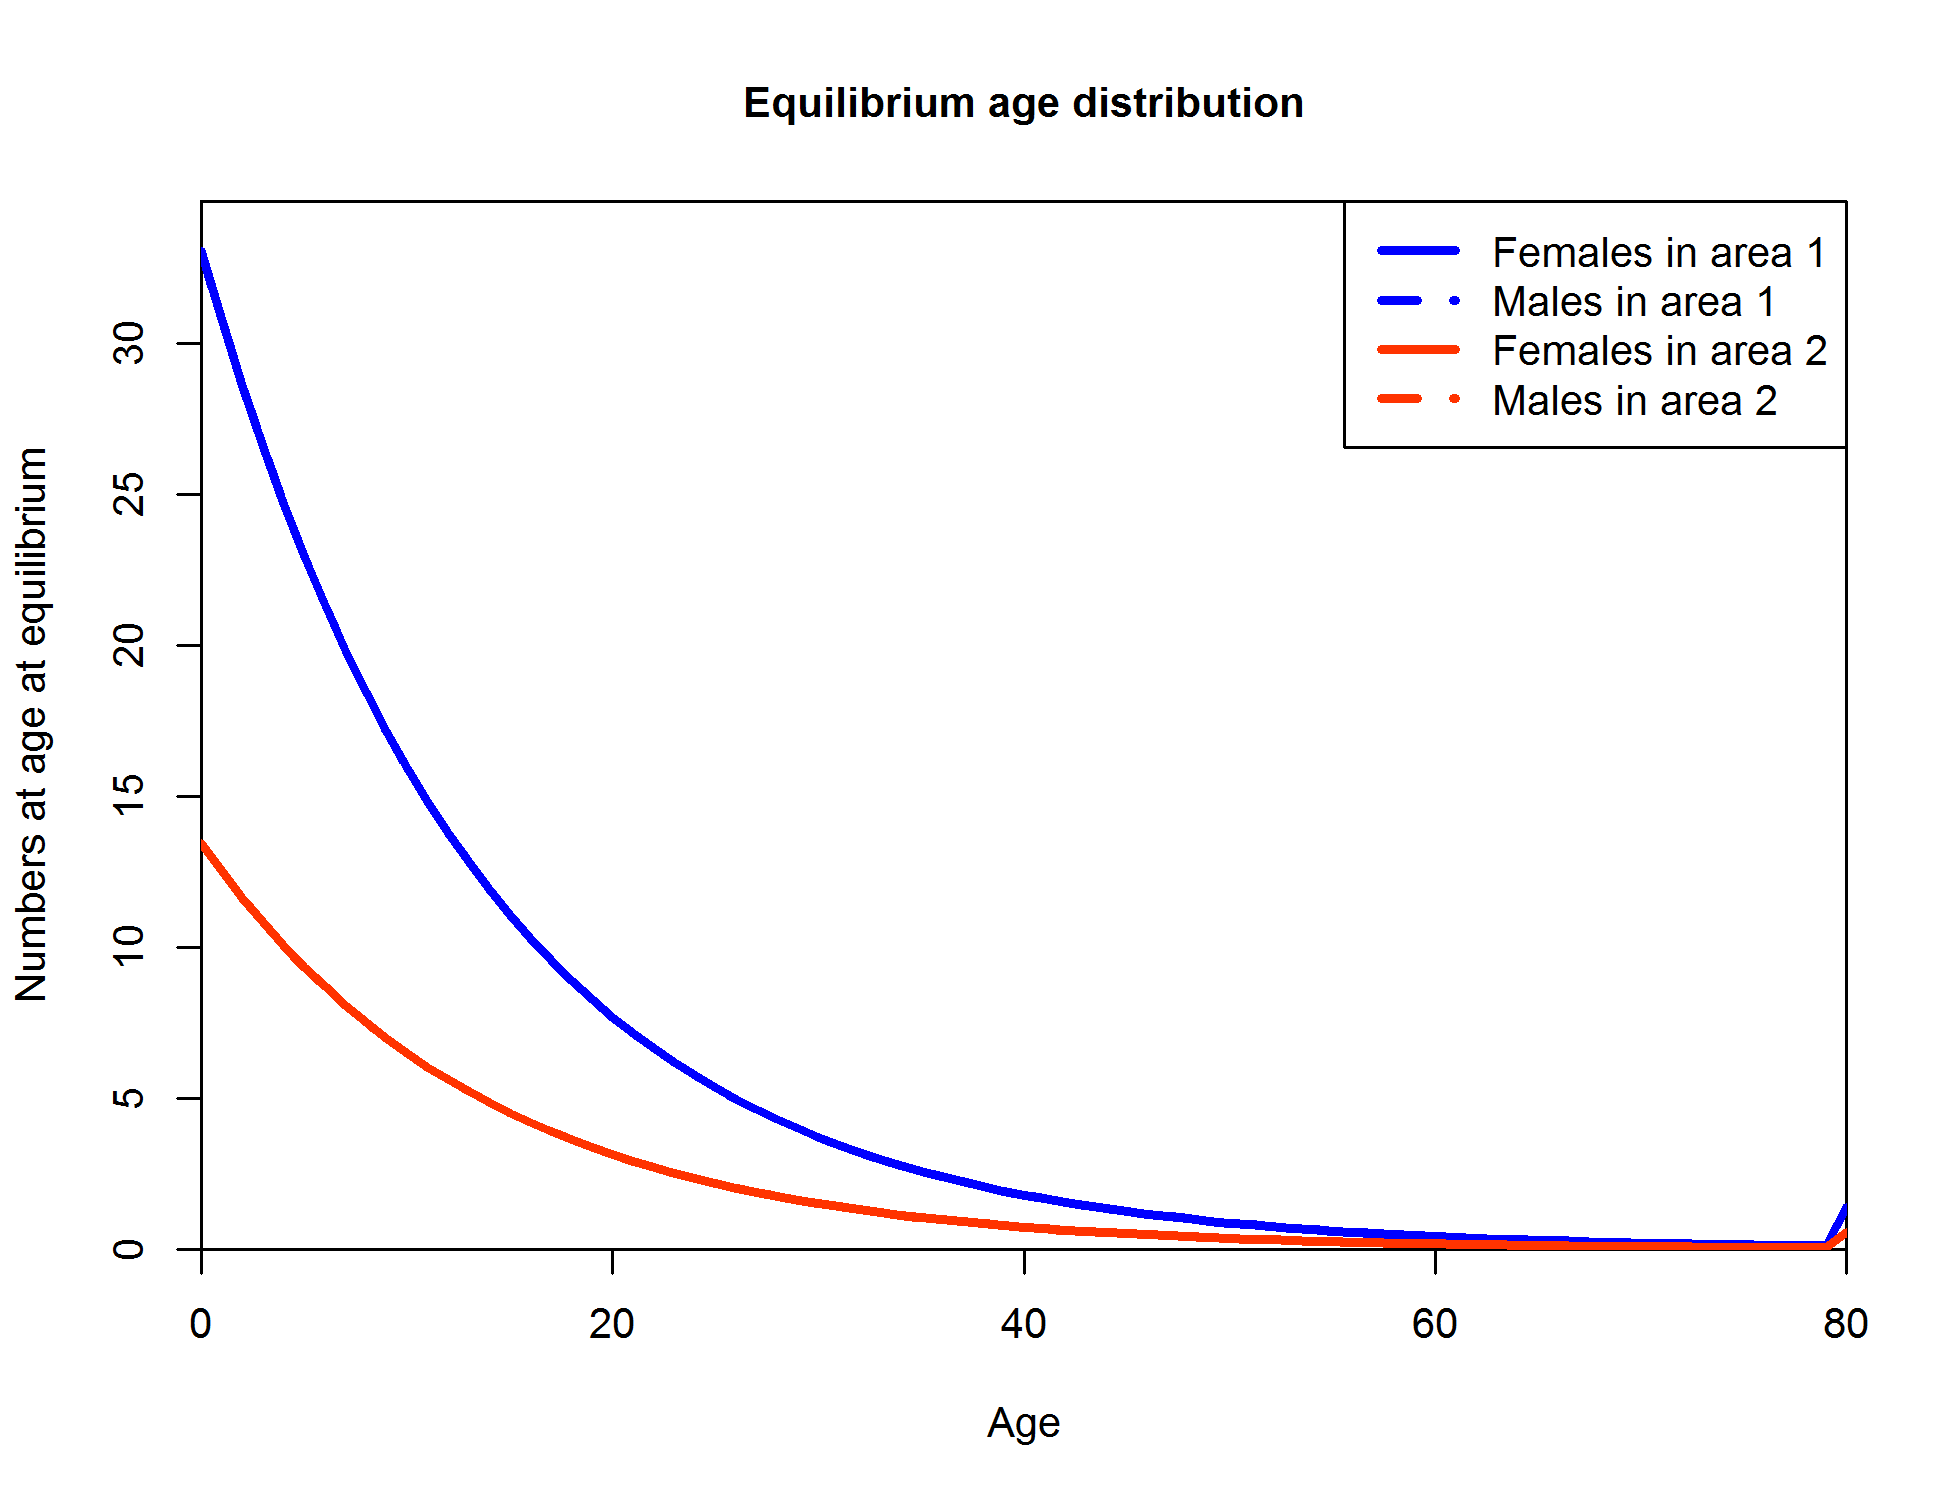 Equilibrium age distribution
Females in area 1
Males in area 1
Females in area 2
Males in area 2
Numbers at age at equilibrium
30
25
20
15
10
5
0
0 20 40 60 80
Age